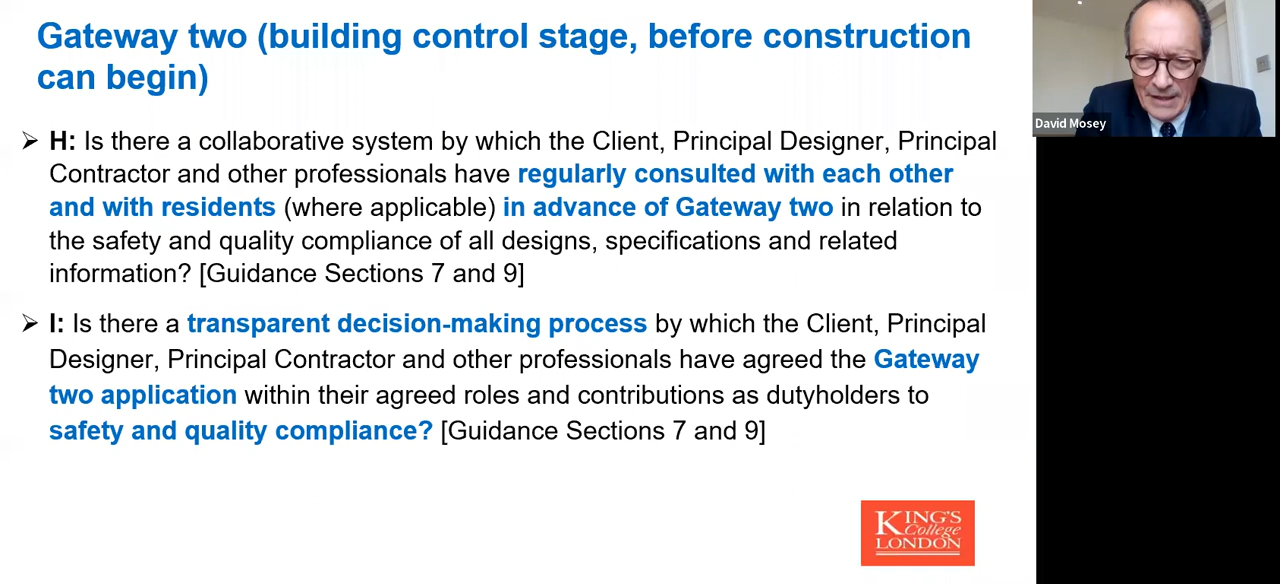 Gateway two (building control stage, before construction
can begin)
➢ H: Is there a collaborative system by which the Client, Principal Designer, Principal
Contractor and other professionals have regularly consulted with each other
and with residents (where applicable) in advance of Gateway two in relation to
the safety and quality compliance of all designs, specifications and related
information? [Guidance Sections 7 and 9]
➢ I: Is there a transparent decision-making process by which the Client, Principal
Designer, Principal Contractor and other professionals have agreed the Gateway
two application within their agreed roles and contributions as dutyholders to
safety and quality compliance? [Guidance Sections 7 and 9]
KING'S
College
LONDON
David Mosey